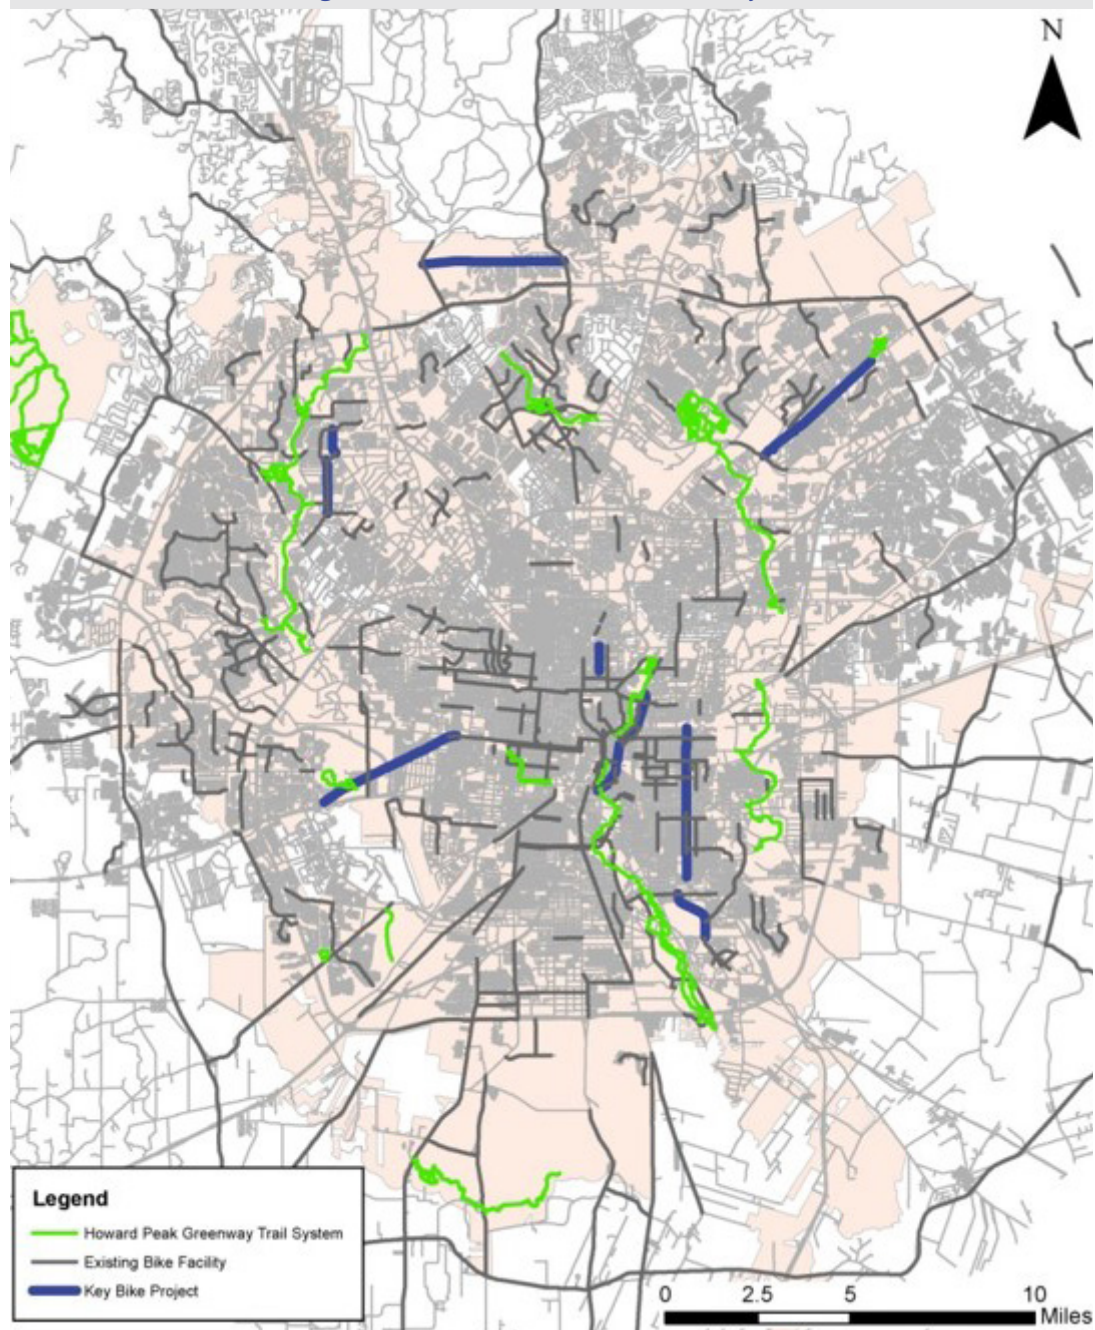 N
Legend
Howard Peak Greenway Trail System
Existing Bike Facility
Key Bike Project
0 2.5 5 10
Miles